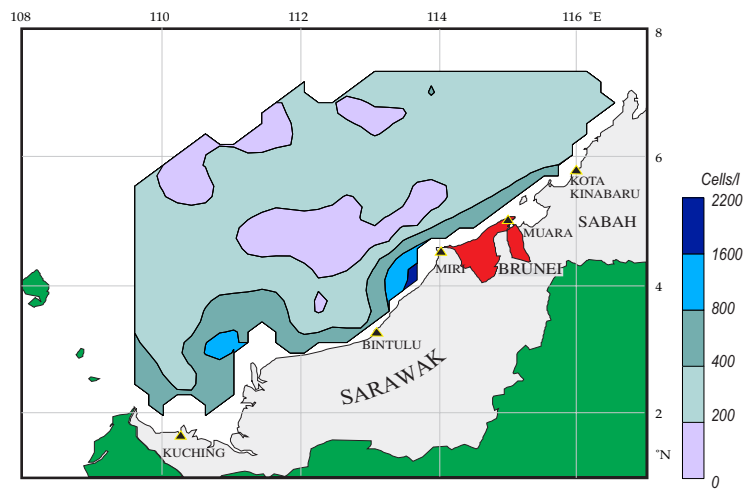 108 110 112 114 116 °E
8
6
Cells/l
2200
KOTA
KINABARU
SABAH
MUARA
1600
MIRI
BRUNEI
4
800
BINTULU
400
SARAWAK
2
200
KUCHING
°N
0